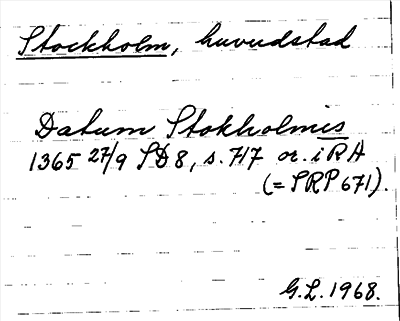 Stockholm, huvudstad
Datum Stokholmis
1365 27/9 SD 8, s. 717 or. i RA
(= SRP 671).
G.L. 1968.